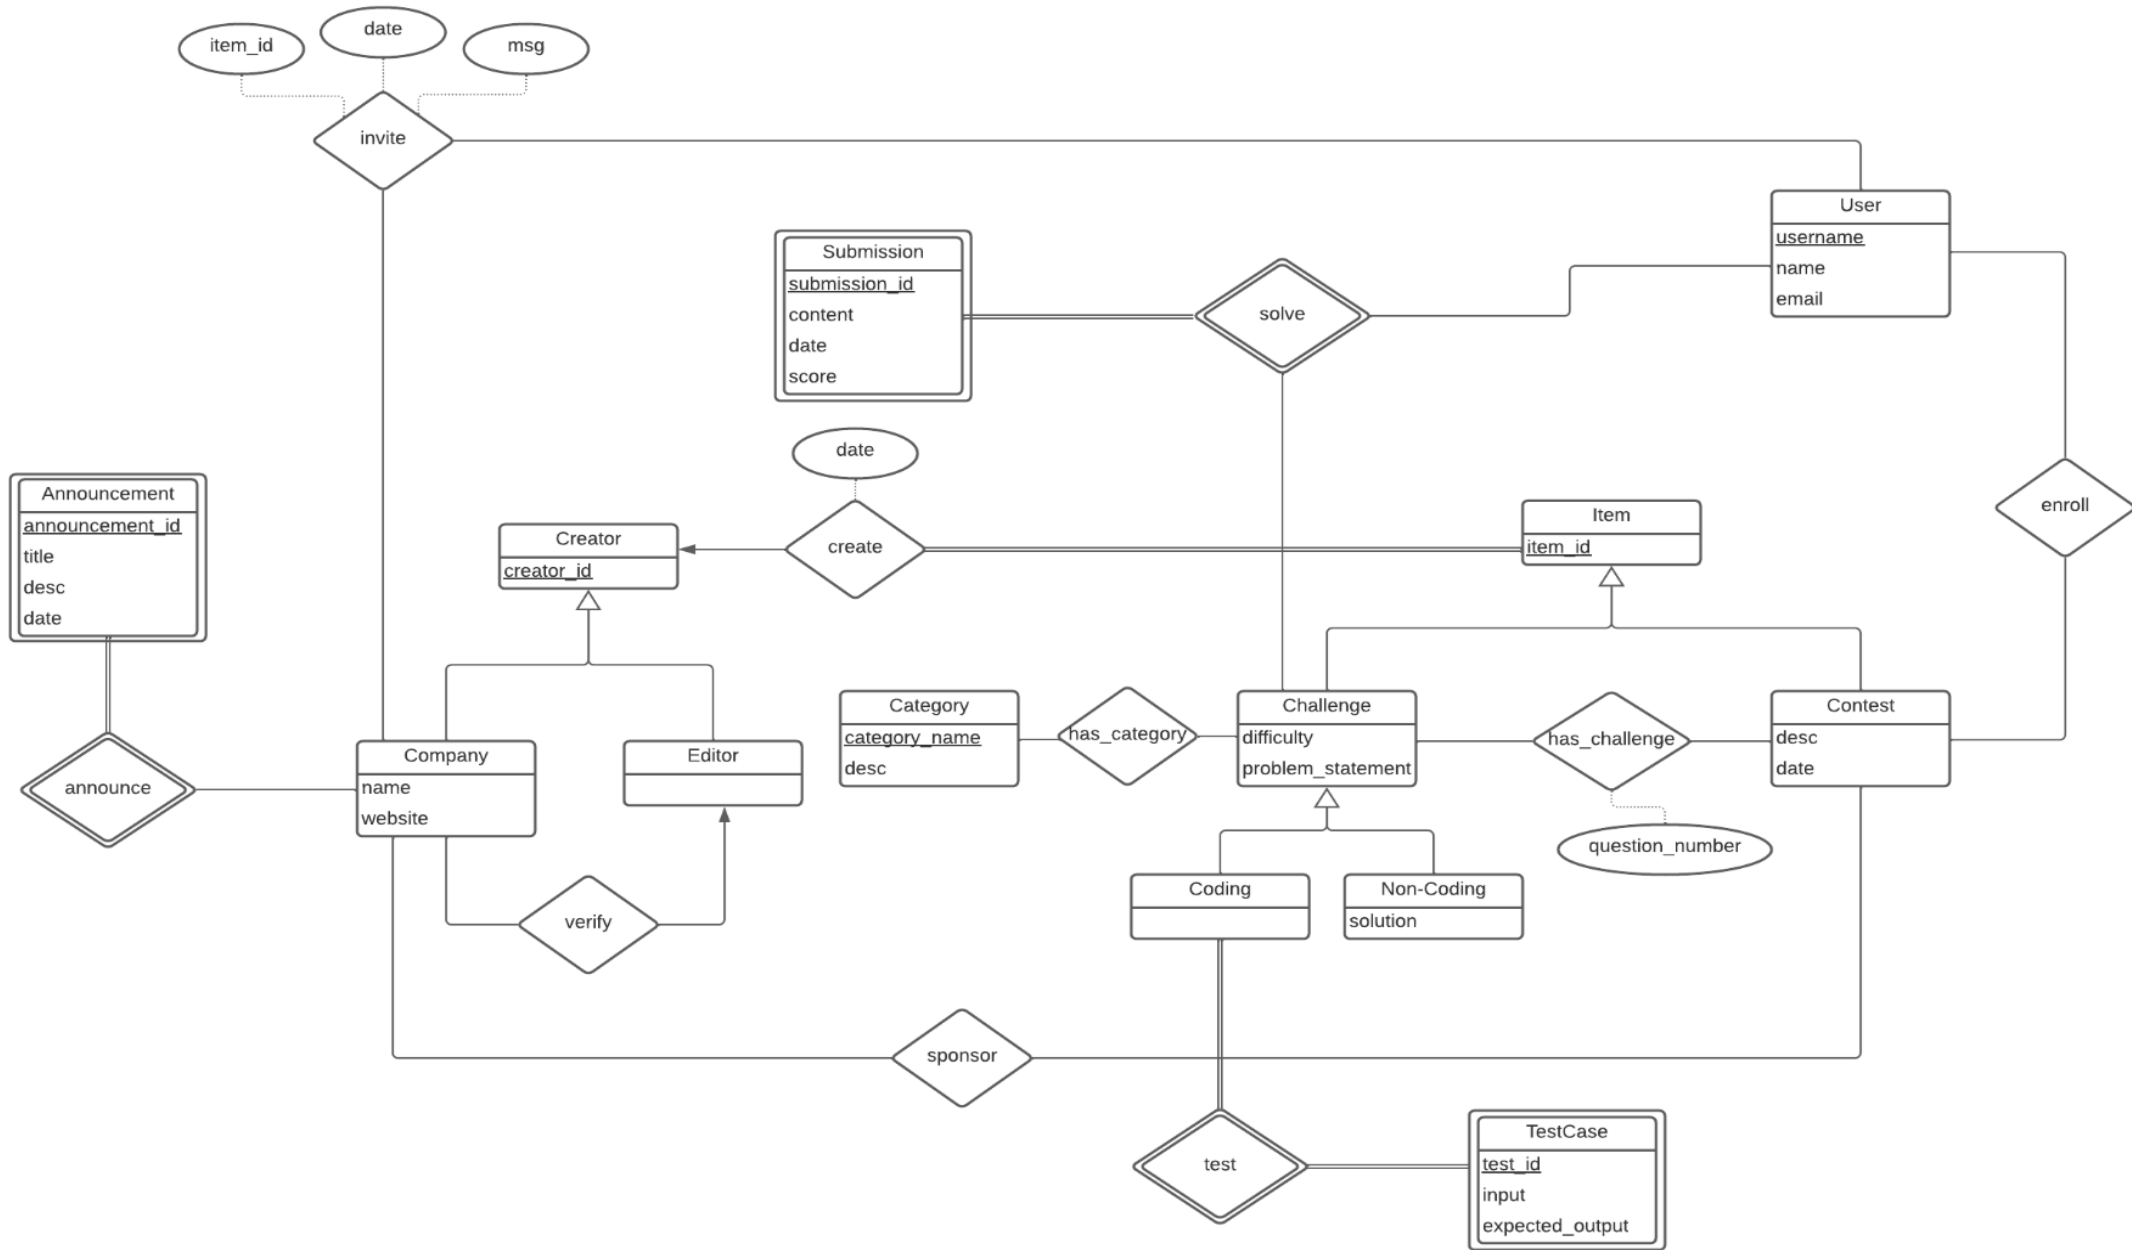 item_id
date
msg
invite
User
username
name
email
Submission
submission_id
content
date
score
solve
date
Announcement
announcement_id
title
desc
date
Creator
creator_id
create
Item
item_id
enroll
announce
Company
name
website
Editor
Category
category_name
desc
has_category
Challenge
difficulty
problem_statement
has_challenge
Contest
desc
date
question_number
verify
Coding
Non-Coding
solution
sponsor
test
TestCase
test_id
input
expected_output